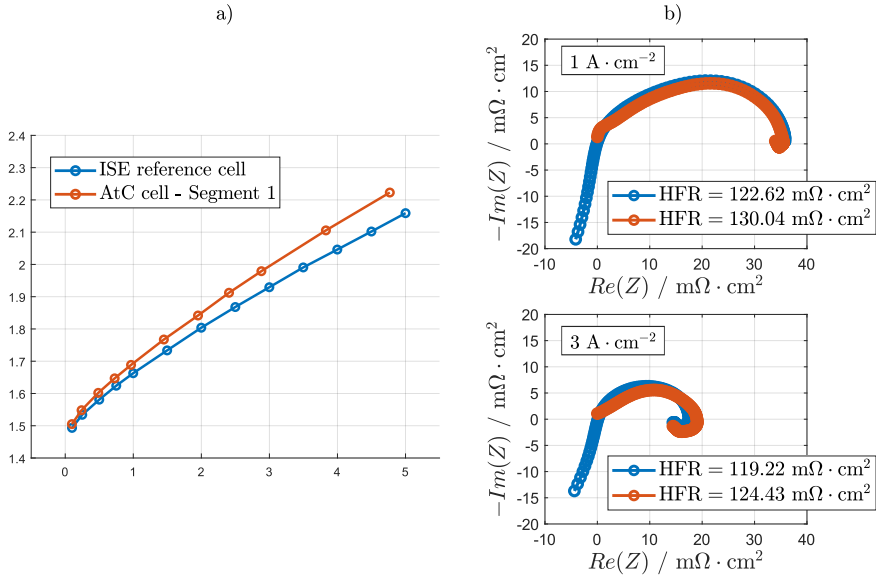 a)
2.4
2.3
2.2
2.1
2
1.9
1.8
1.7
1.6
1.5
1.4
0 1 2 3 4 5
ISE reference cell
AtC cell - Segment 1
b)
20
15
10
5
0
-5
-10
-15
-20
-10 0 10 20 30 40
1 A · cm⁻²
HFR = 122.62 mΩ · cm²
HFR = 130.04 mΩ · cm²
−Im(Z) / mΩ · cm²
Re(Z) / mΩ · cm²
20
15
10
5
0
-5
-10
-15
-20
-10 0 10 20 30 40
3 A · cm⁻²
HFR = 119.22 mΩ · cm²
HFR = 124.43 mΩ · cm²
−Im(Z) / mΩ · cm²
Re(Z) / mΩ · cm²